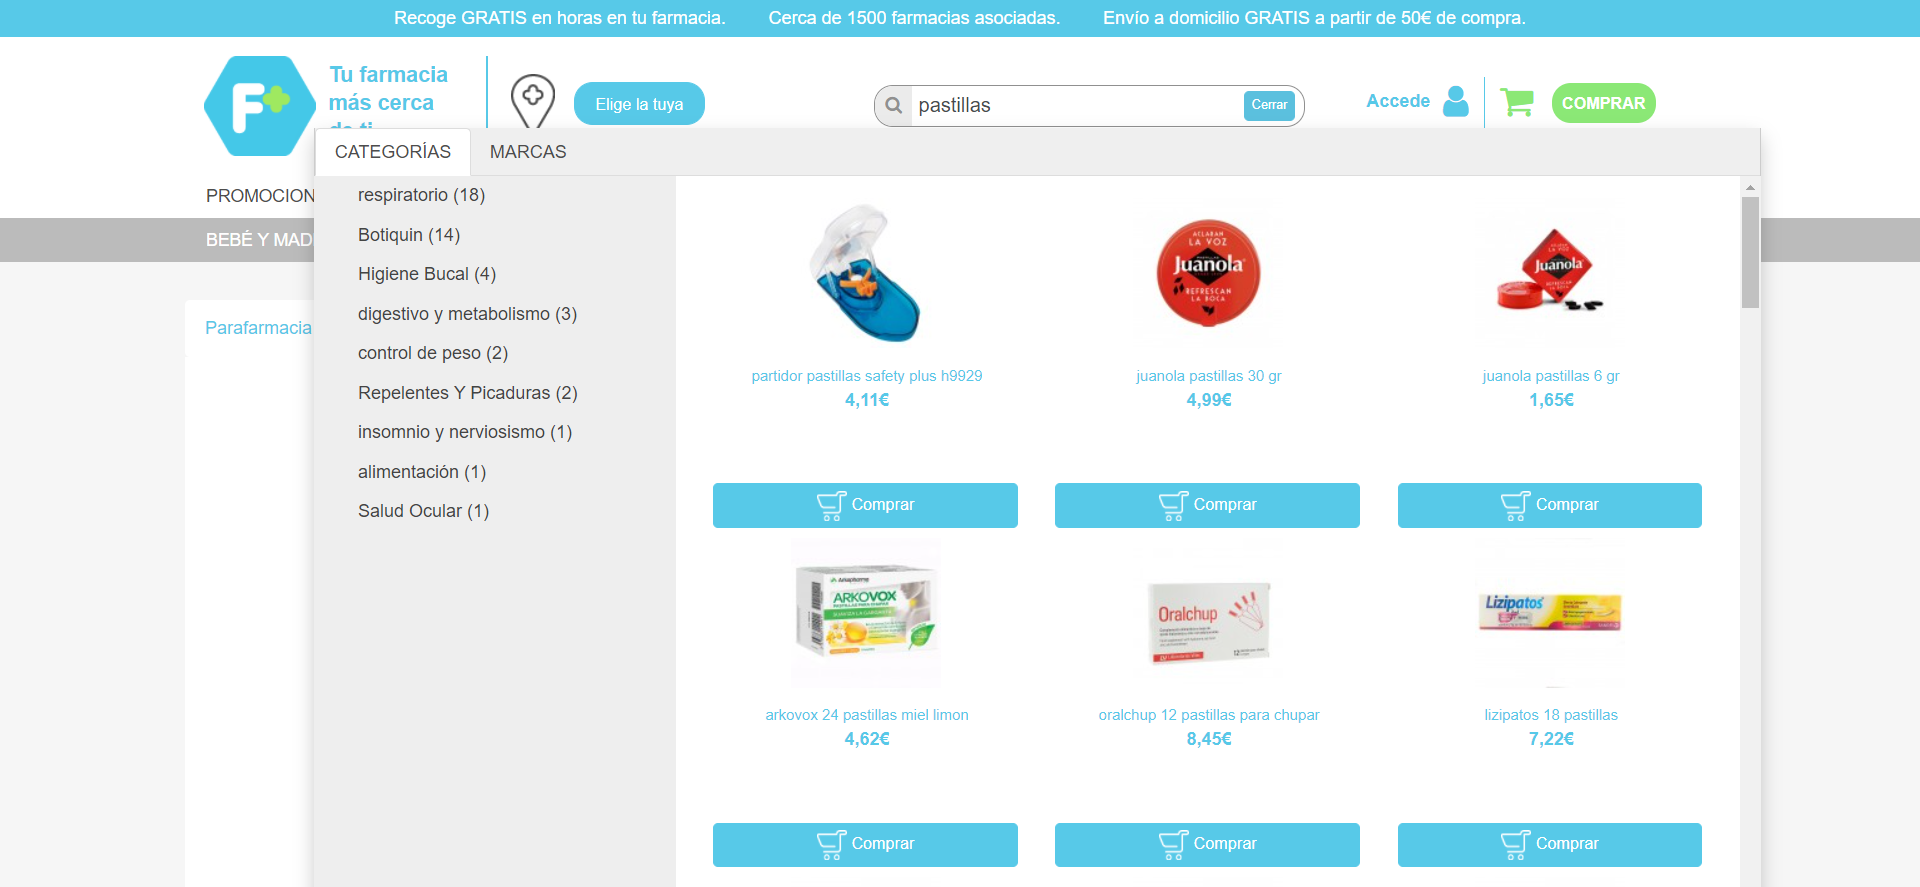 Recoge GRATIS en horas en tu farmacia. Cerca de 1500 farmacias asociadas. Envío a domicilio GRATIS a partir de 50€ de compra.
F+
Tu farmacia
más cerca
de ti
Elige la tuya
pastillas
Cerrar
Accede
COMPRAR
CATEGORÍAS MARCAS
PROMOCION
BEBÉ Y MAD
Parafarmacia
respiratorio (18)
Botiquin (14)
Higiene Bucal (4)
digestivo y metabolismo (3)
control de peso (2)
Repelentes Y Picaduras (2)
insomnio y nerviosismo (1)
alimentación (1)
Salud Ocular (1)
ACLARAN
LA VOZ
Juanola
REFRESCAN
LA BOCA
Juanola
partidor pastillas safety plus h9929
4,11€
juanola pastillas 30 gr
4,99€
juanola pastillas 6 gr
1,65€
Comprar
Comprar
Comprar
Arkopharma
ARKOVOX
Oralchup
Lizipatos
arkovox 24 pastillas miel limon
4,62€
oralchup 12 pastillas para chupar
8,45€
lizipatos 18 pastillas
7,22€
Comprar
Comprar
Comprar